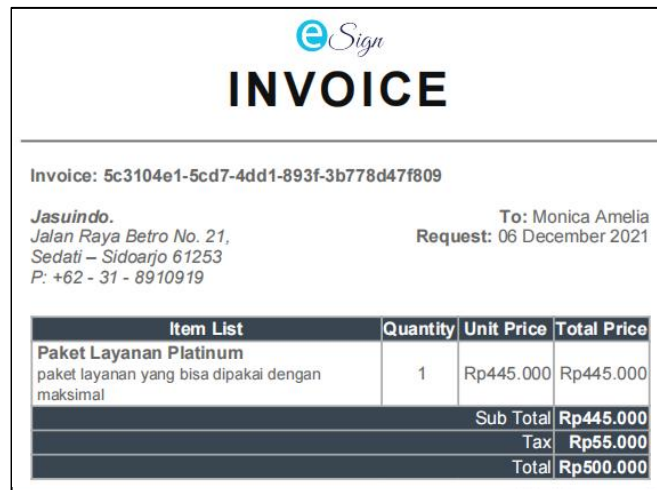 eSign
INVOICE
Invoice: 5c3104e1-5cd7-4dd1-893f-3b778d47f809
Jasuindo.
Jalan Raya Betro No. 21,
Sedati – Sidoarjo 61253
P: +62 - 31 - 8910919
To: Monica Amelia
Request: 06 December 2021
Item List Quantity Unit Price Total Price
Paket Layanan Platinum
paket layanan yang bisa dipakai dengan
maksimal
1 Rp445.000 Rp445.000
Sub Total Rp445.000
Tax Rp55.000
Total Rp500.000